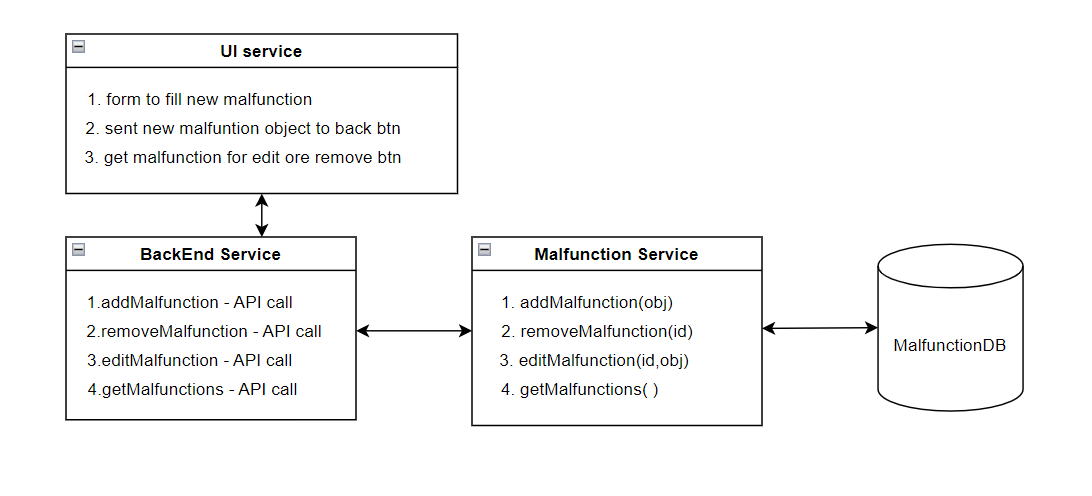 UI service
1. form to fill new malfunction
2. sent new malfuntion object to back btn
3. get malfunction for edit ore remove btn
BackEnd Service
1.addMalfunction - API call
2.removeMalfunction - API call
3.editMalfunction - API call
4.getMalfunctions - API call
Malfunction Service
1. addMalfunction(obj)
2. removeMalfunction(id)
3. editMalfunction(id,obj)
4. getMalfunctions( )
MalfunctionDB